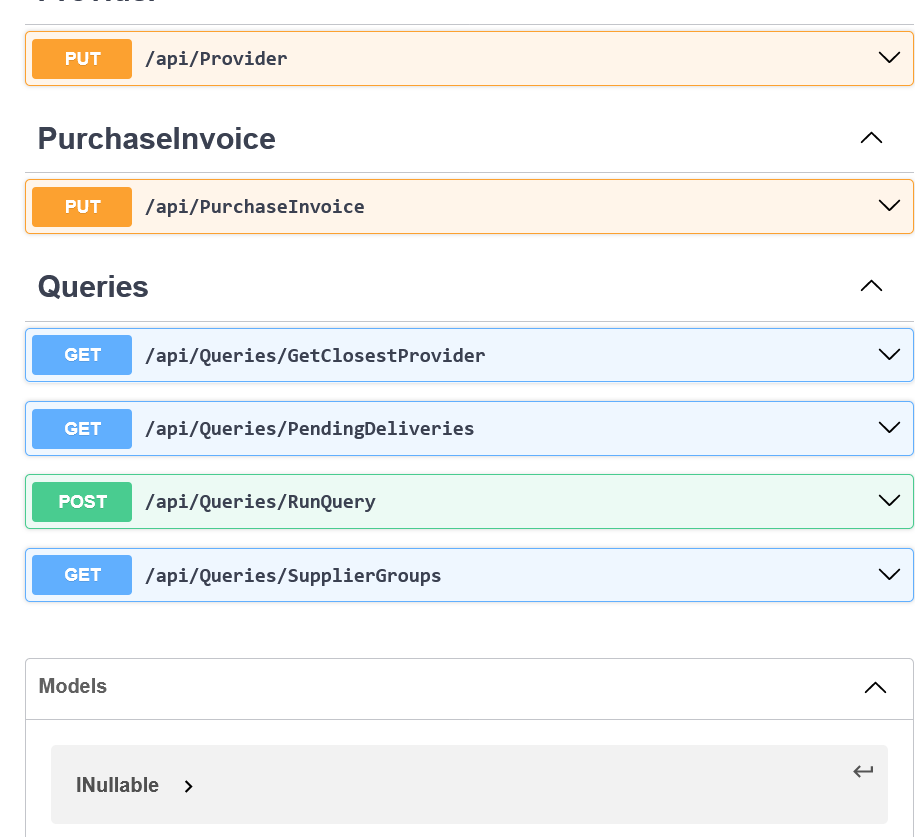 Provider
PUT /api/Provider
PurchaseInvoice
PUT /api/PurchaseInvoice
Queries
GET /api/Queries/GetClosestProvider
GET /api/Queries/PendingDeliveries
POST /api/Queries/RunQuery
GET /api/Queries/SupplierGroups
Models
INullable